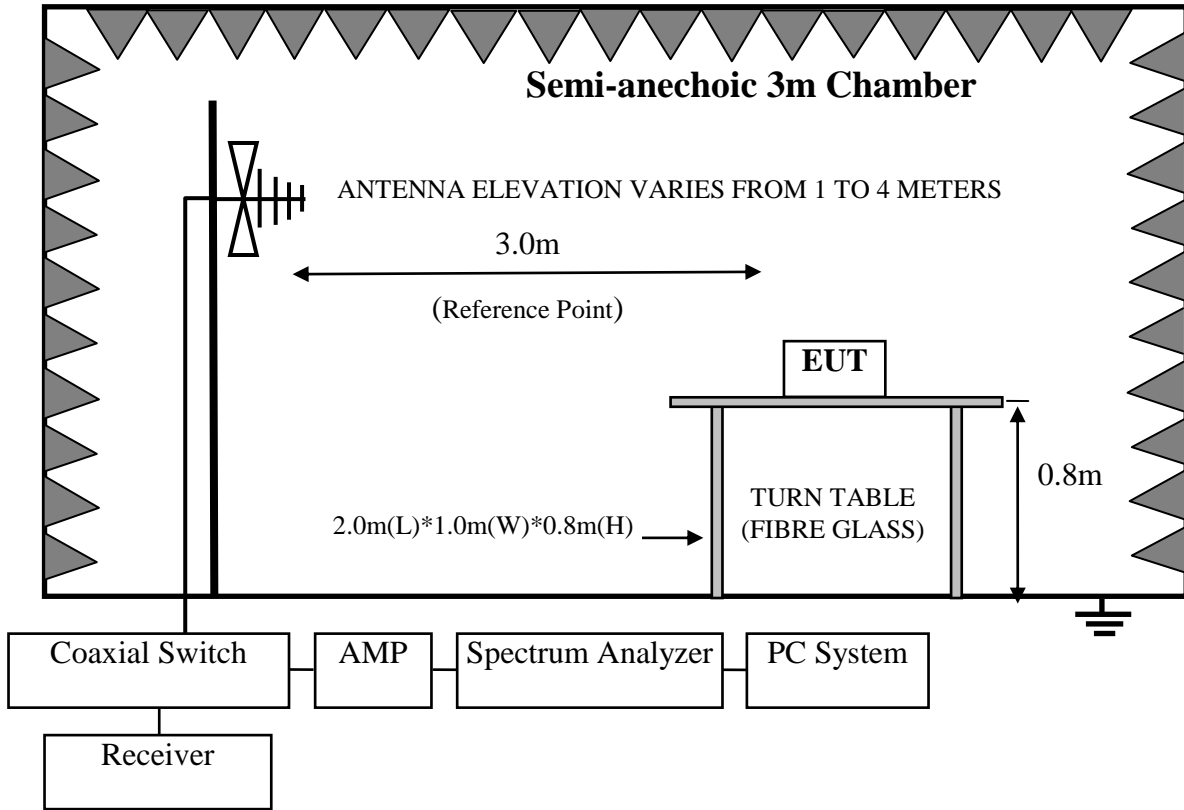 Semi-anechoic 3m Chamber
ANTENNA ELEVATION VARIES FROM 1 TO 4 METERS
3.0m
(Reference Point)
EUT
0.8m
TURN TABLE
(FIBRE GLASS)
2.0m(L)*1.0m(W)*0.8m(H)
Coaxial Switch
AMP
Spectrum Analyzer
PC System
Receiver